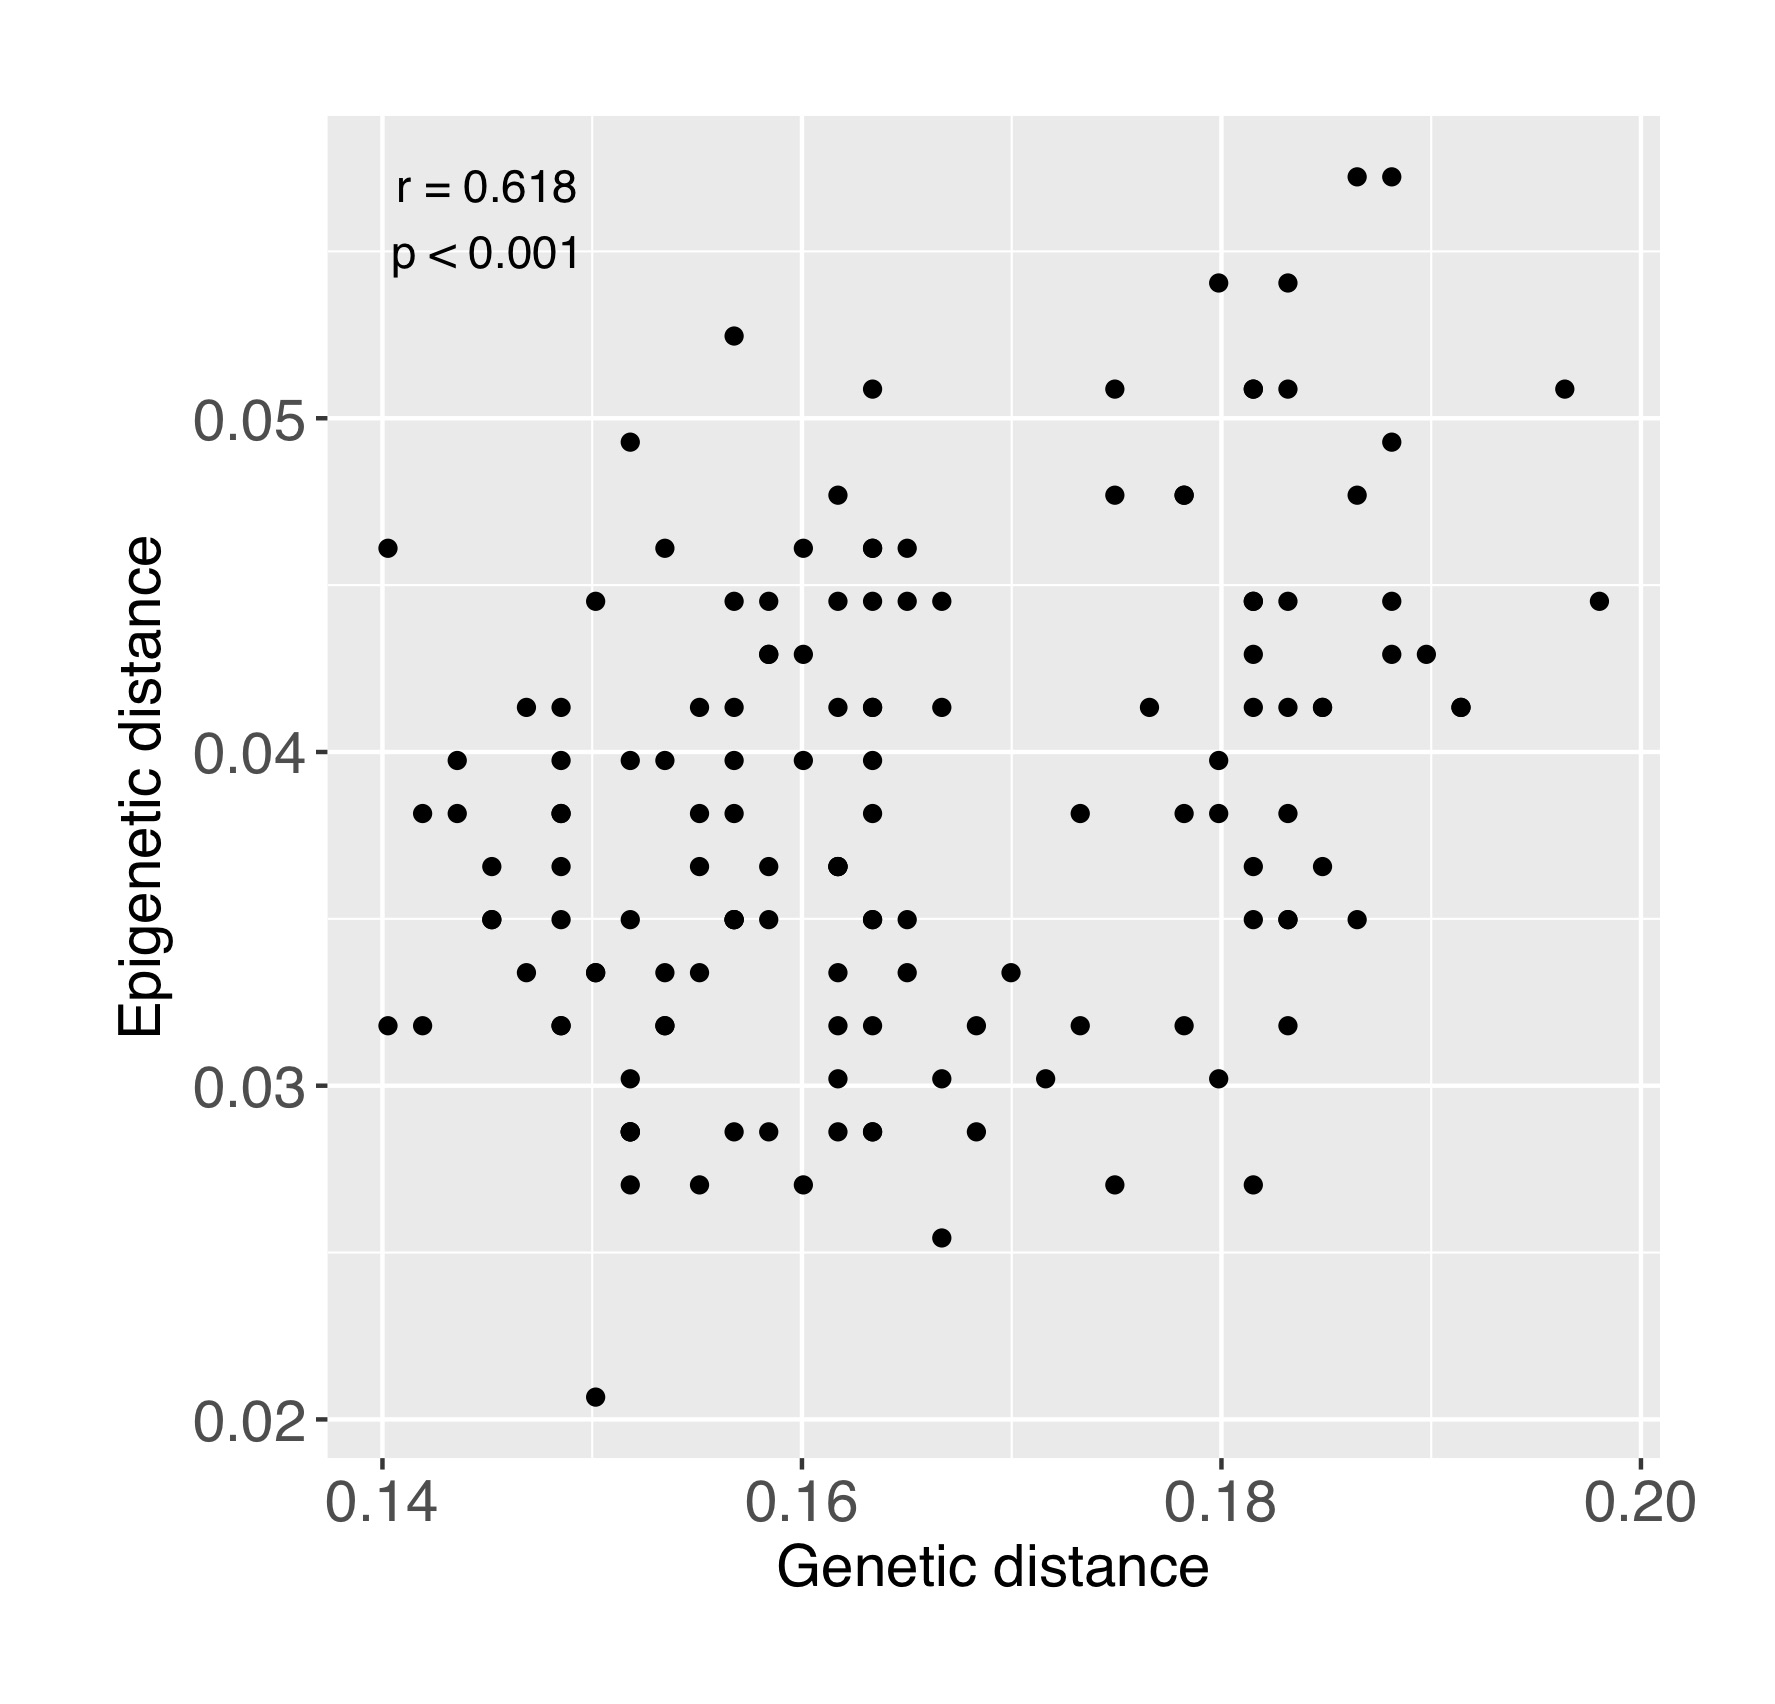 r = 0.618
p < 0.001
0.05
0.04
0.03
0.02
Epigenetic distance
0.14 0.16 0.18 0.20
Genetic distance